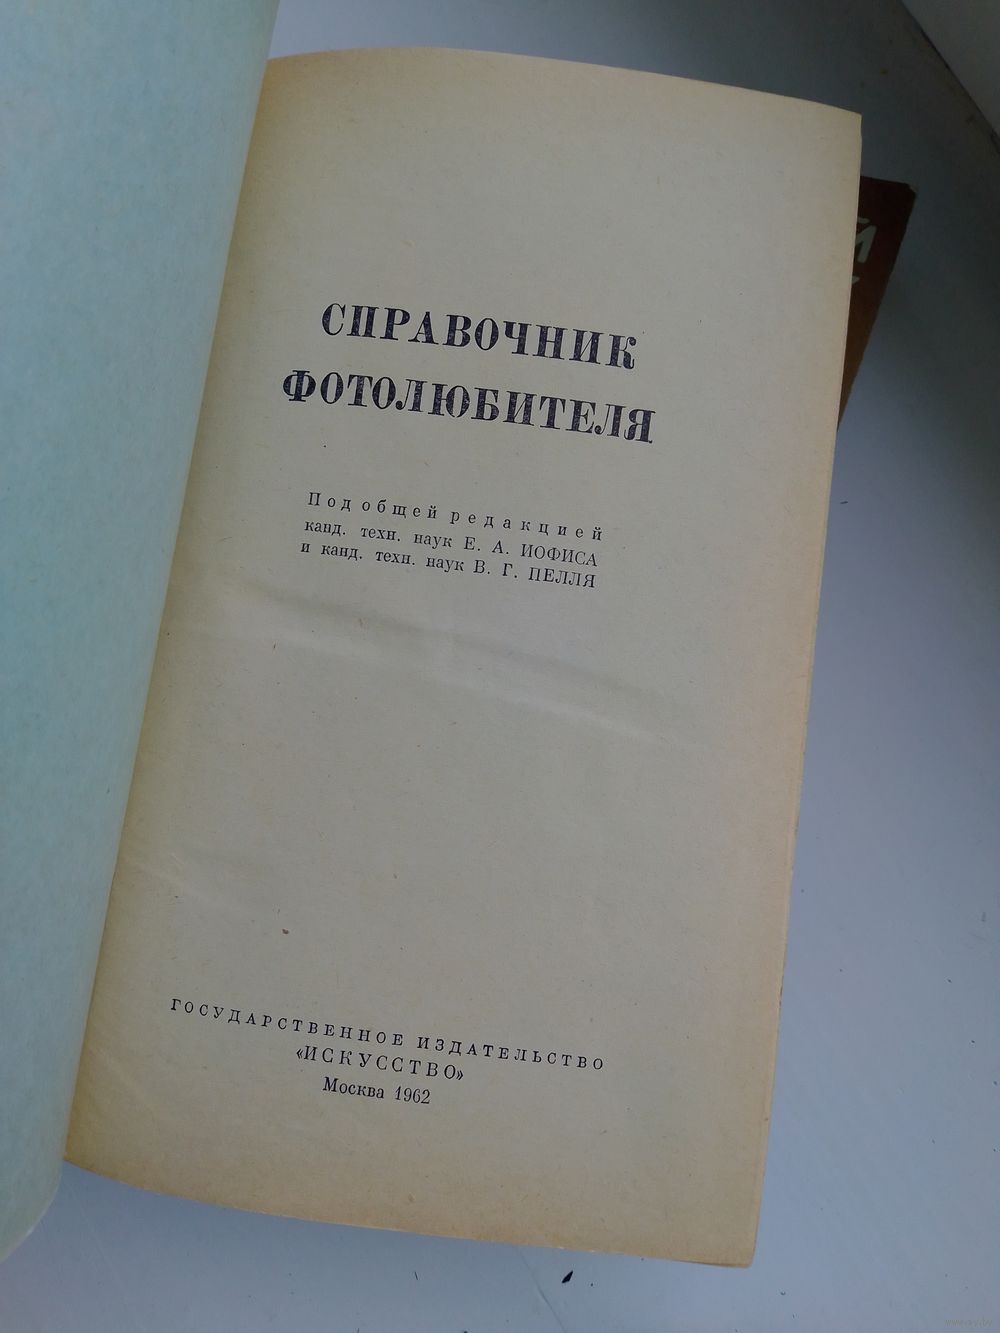 СПРАВОЧНИК
ФОТОЛЮБИТЕЛЯ
Под общей редакцией
канд. техн. наук Е. А. ИОФИСА
и канд. техн. наук В. Г. ПЕЛЛЯ
ГОСУДАРСТВЕННОЕ ИЗДАТЕЛЬСТВО
«ИСКУССТВО»
Москва 1962